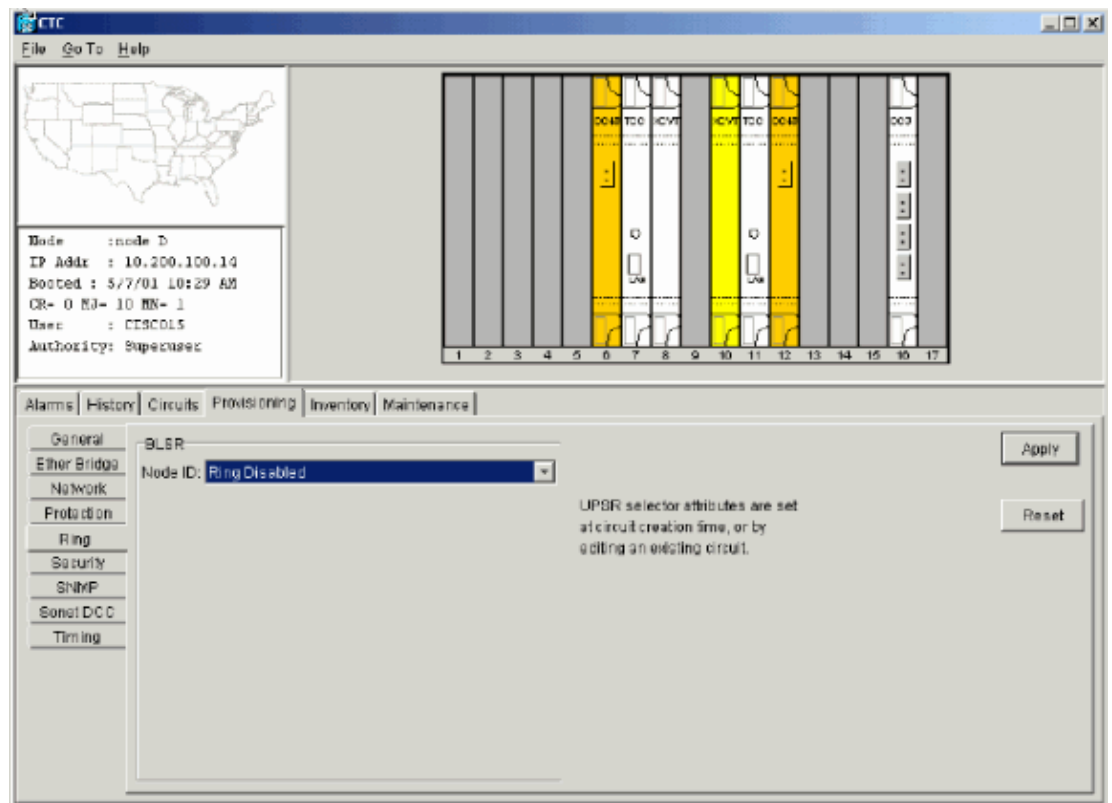 CTC
File Go To Help
Node : node D
IP Addr : 10.200.100.14
Booted : 5/7/01 10:29 AM
CR- 0 MJ- 10 MN- 1
User : CISCO15
Authority: Superuser
OC48 TCC XCVT XCVT TCC OC48 OC3
LAN LAN
1 2 3 4 5 6 7 8 9 10 11 12 13 14 15 16 17
Alarms History Circuits Provisioning Inventory Maintenance
General
Ether Bridge
Network
Protection
Ring
Security
SNMP
Sonet DCC
Timing
BLSR
Node ID: Ring Disabled
UPSR selector attributes are set
at circuit creation time, or by
editing an existing circuit.
Apply
Reset